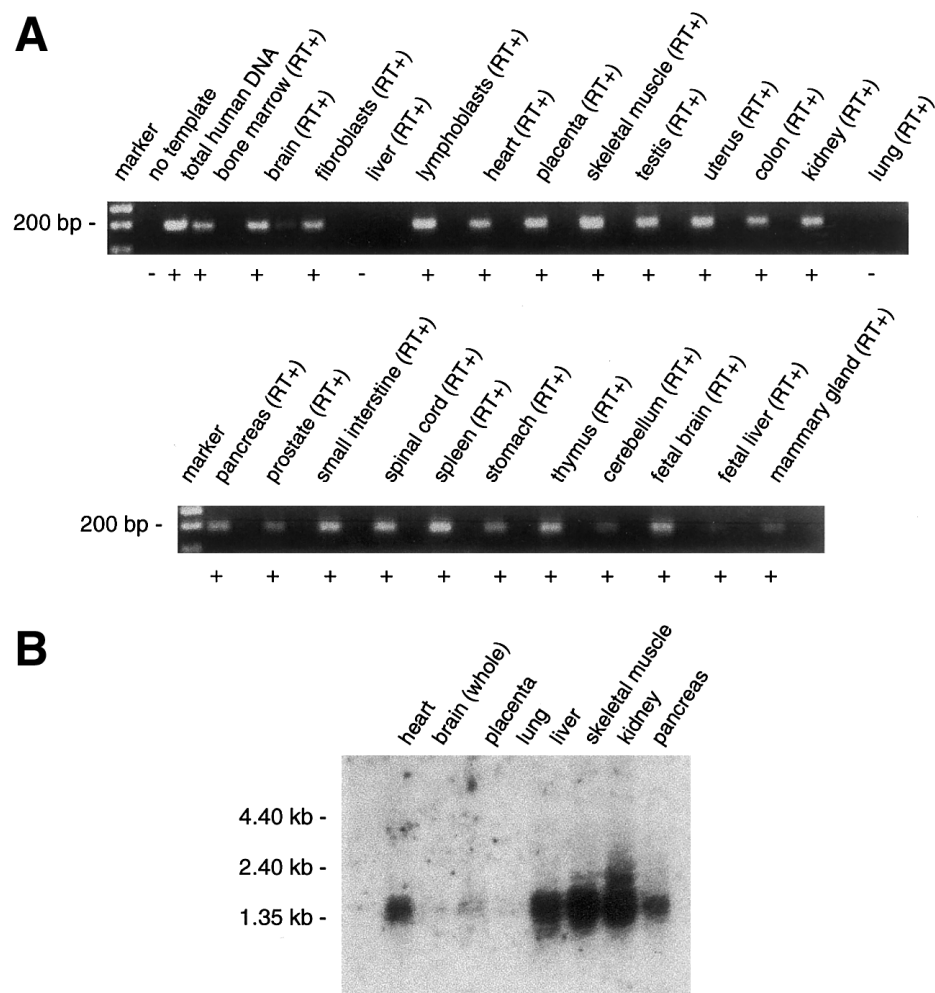 A
marker
no template
total human DNA
bone marrow (RT+)
brain (RT+)
fibroblasts (RT+)
liver (RT+)
lymphoblasts (RT+)
heart (RT+)
placenta (RT+)
skeletal muscle (RT+)
testis (RT+)
uterus (RT+)
colon (RT+)
kidney (RT+)
lung (RT+)
200 bp -
- + + + + - + + + + + + + + -
marker
pancreas (RT+)
prostate (RT+)
small interstine (RT+)
spinal cord (RT+)
spleen (RT+)
stomach (RT+)
thymus (RT+)
cerebellum (RT+)
fetal brain (RT+)
fetal liver (RT+)
mammary gland (RT+)
200 bp -
+ + + + + + + + + + +
B
heart
brain (whole)
placenta
lung
liver
skeletal muscle
kidney
pancreas
4.40 kb -
2.40 kb -
1.35 kb -